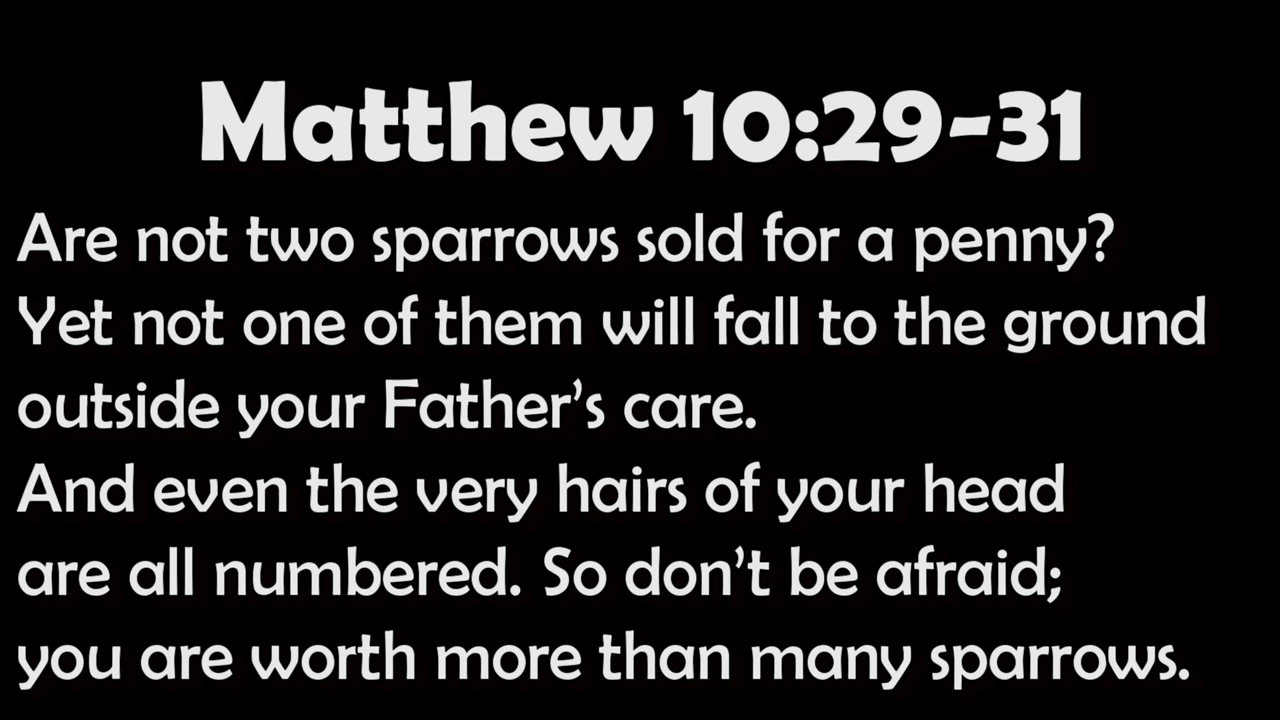 Matthew 10:29-31
Are not two sparrows sold for a penny?
Yet not one of them will fall to the ground
outside your Father’s care.
And even the very hairs of your head
are all numbered. So don’t be afraid;
you are worth more than many sparrows.